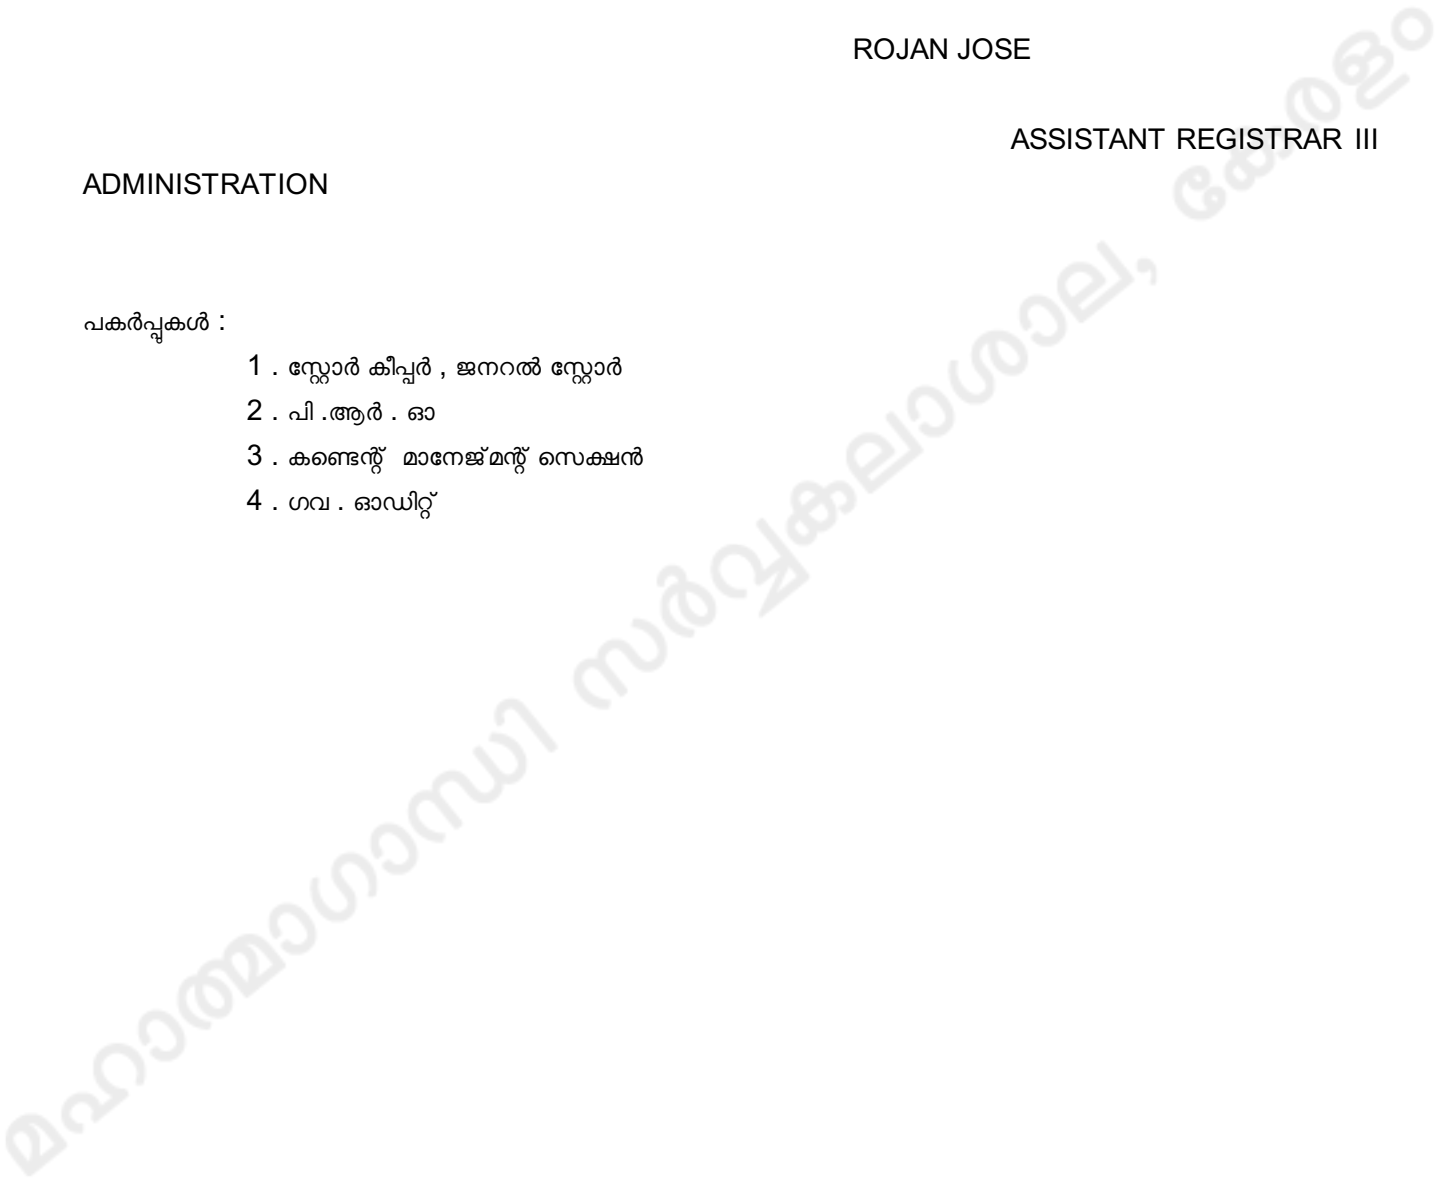 ROJAN JOSE
ASSISTANT REGISTRAR III
ADMINISTRATION
പകർപ്പുകൾ :
1 . സ്റ്റോർ കീപ്പർ , ജനറൽ സ്റ്റോർ
2 . പി .ആർ . ഓ
3 . കണ്ടെന്റ് മാനേജ്മന്റ് സെക്ഷൻ
4 . ഗവ . ഓഡിറ്റ്
മഹാത്മാഗാന്ധി സർവ്വകലാശാല, കേരളം